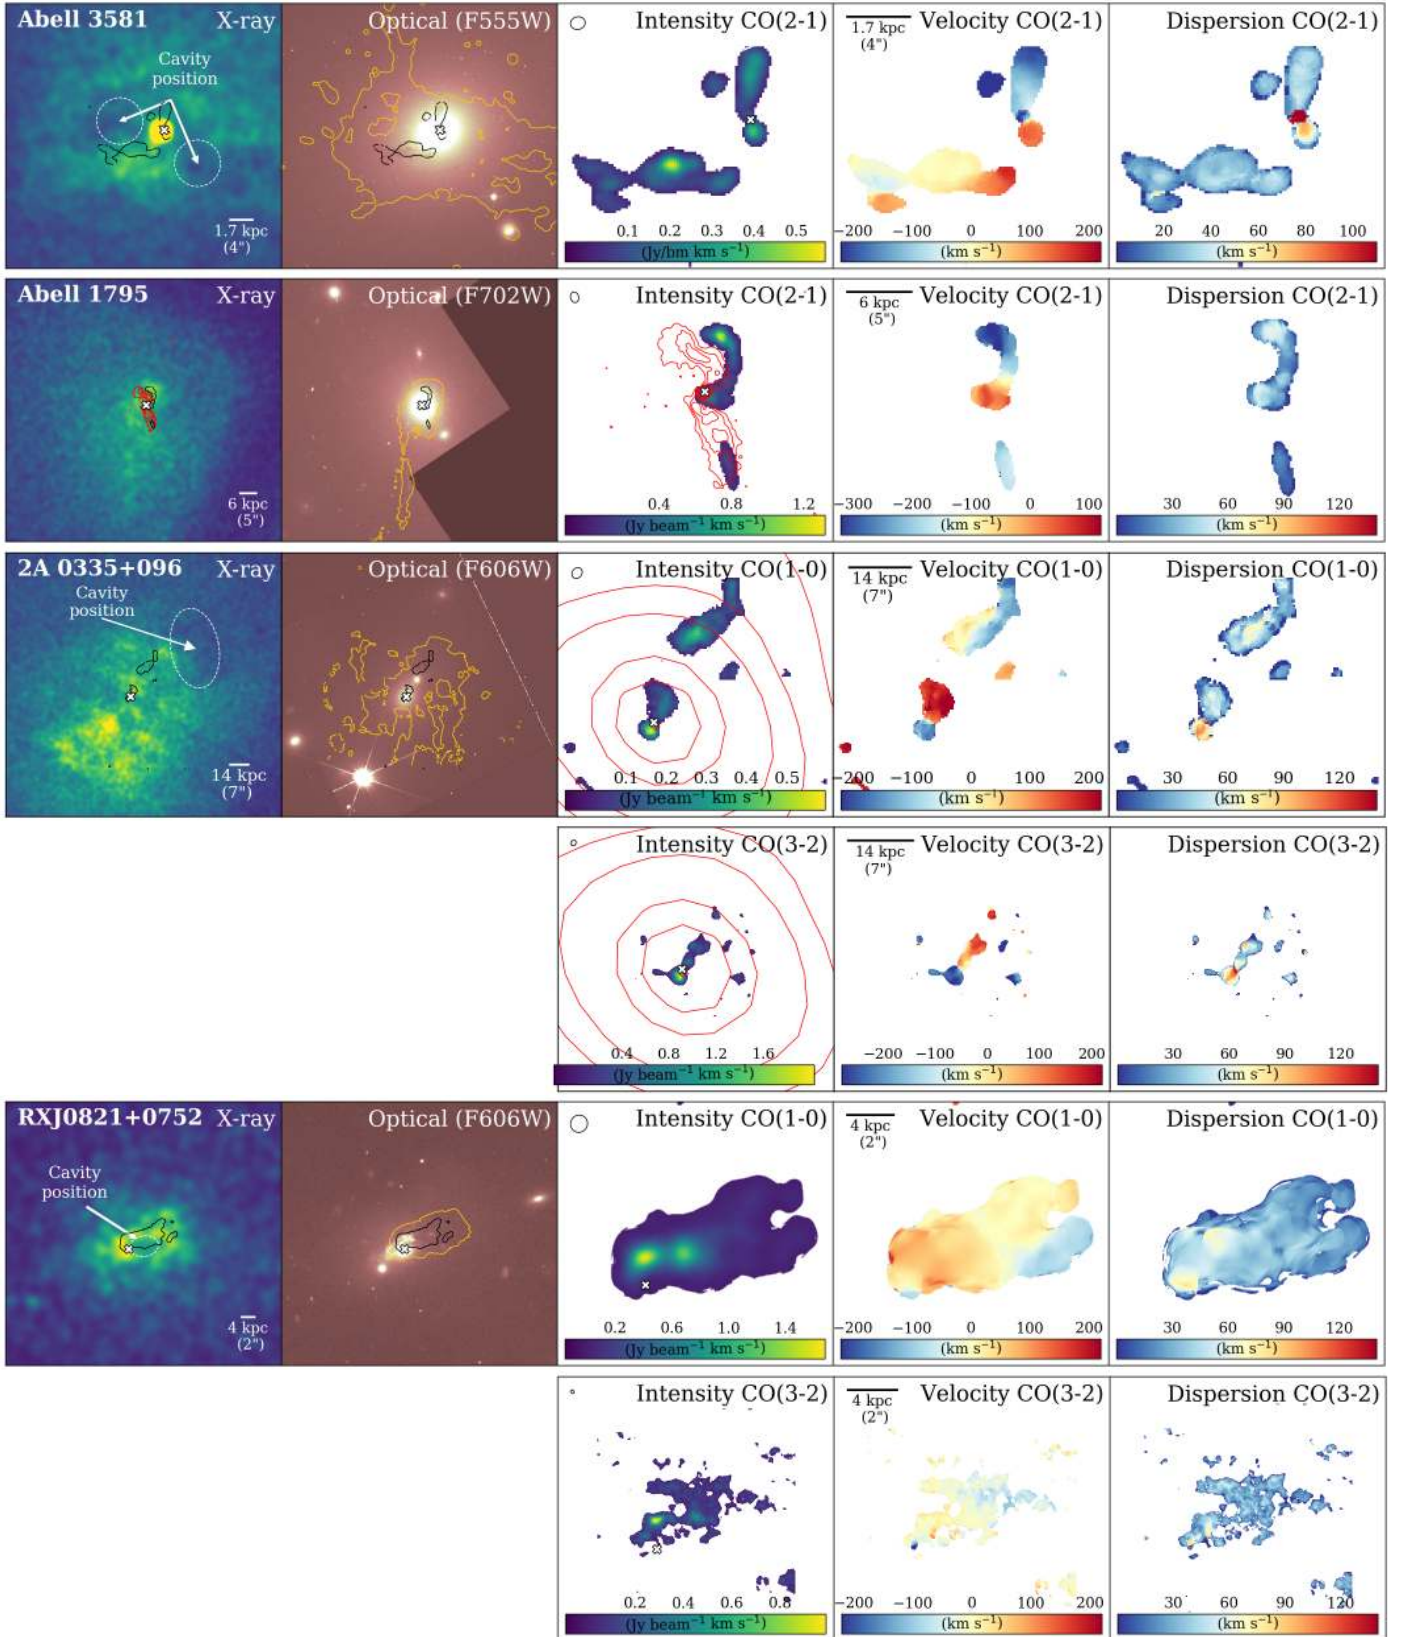 Abell 3581 X-ray Optical (F555W) Intensity CO(2-1) 1.7 kpc Velocity CO(2-1) Dispersion CO(2-1)
(4")
Cavity
position
1.7 kpc
(4")
0.1 0.2 0.3 0.4 0.5 −200 −100 0 100 200 20 40 60 80 100
(Jy/bm km s⁻¹) (km s⁻¹) (km s⁻¹)
Abell 1795 X-ray Optical (F702W) Intensity CO(2-1) 6 kpc Velocity CO(2-1) Dispersion CO(2-1)
(5")
6 kpc
(5")
0.4 0.8 1.2 −300 −200 −100 0 100 30 60 90 120
(Jy beam⁻¹ km s⁻¹) (km s⁻¹) (km s⁻¹)
2A 0335+096 X-ray Optical (F606W) Intensity CO(1-0) 14 kpc Velocity CO(1-0) Dispersion CO(1-0)
(7")
Cavity
position
14 kpc
(7")
0.1 0.2 0.3 0.4 0.5 −200 −100 0 100 200 30 60 90 120
(Jy beam⁻¹ km s⁻¹) (km s⁻¹) (km s⁻¹)
Intensity CO(3-2) 14 kpc Velocity CO(3-2) Dispersion CO(3-2)
(7")
0.4 0.8 1.2 1.6 −200 −100 0 100 200 30 60 90 120
(Jy beam⁻¹ km s⁻¹) (km s⁻¹) (km s⁻¹)
RXJ0821+0752 X-ray Optical (F606W) Intensity CO(1-0) 4 kpc Velocity CO(1-0) Dispersion CO(1-0)
(2")
Cavity
position
4 kpc
(2")
0.2 0.6 1.0 1.4 −200 −100 0 100 200 30 60 90 120
(Jy beam⁻¹ km s⁻¹) (km s⁻¹) (km s⁻¹)
Intensity CO(3-2) 4 kpc Velocity CO(3-2) Dispersion CO(3-2)
(2")
0.2 0.4 0.6 0.8 −200 −100 0 100 200 30 60 90 120
(Jy beam⁻¹ km s⁻¹) (km s⁻¹) (km s⁻¹)